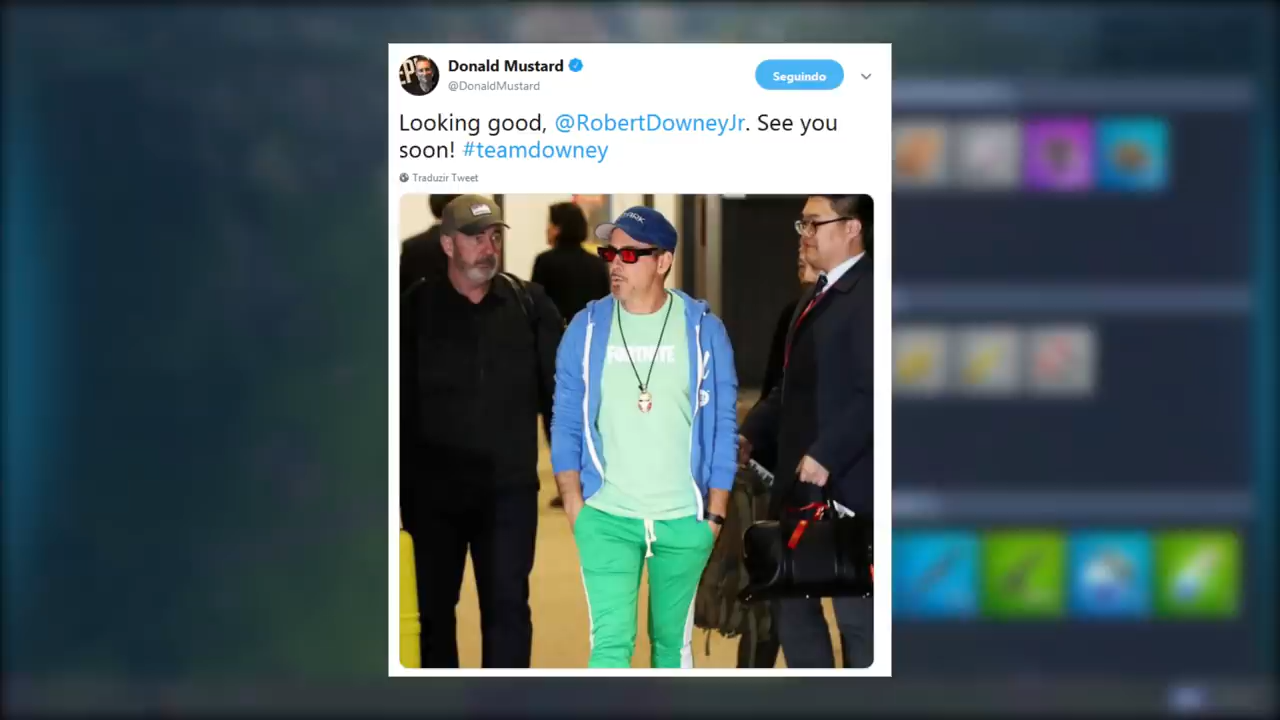 Donald Mustard
@DonaldMustard
Seguindo
Looking good, @RobertDowneyJr. See you
soon! #teamdowney
Traduzir Tweet
FORTNITE